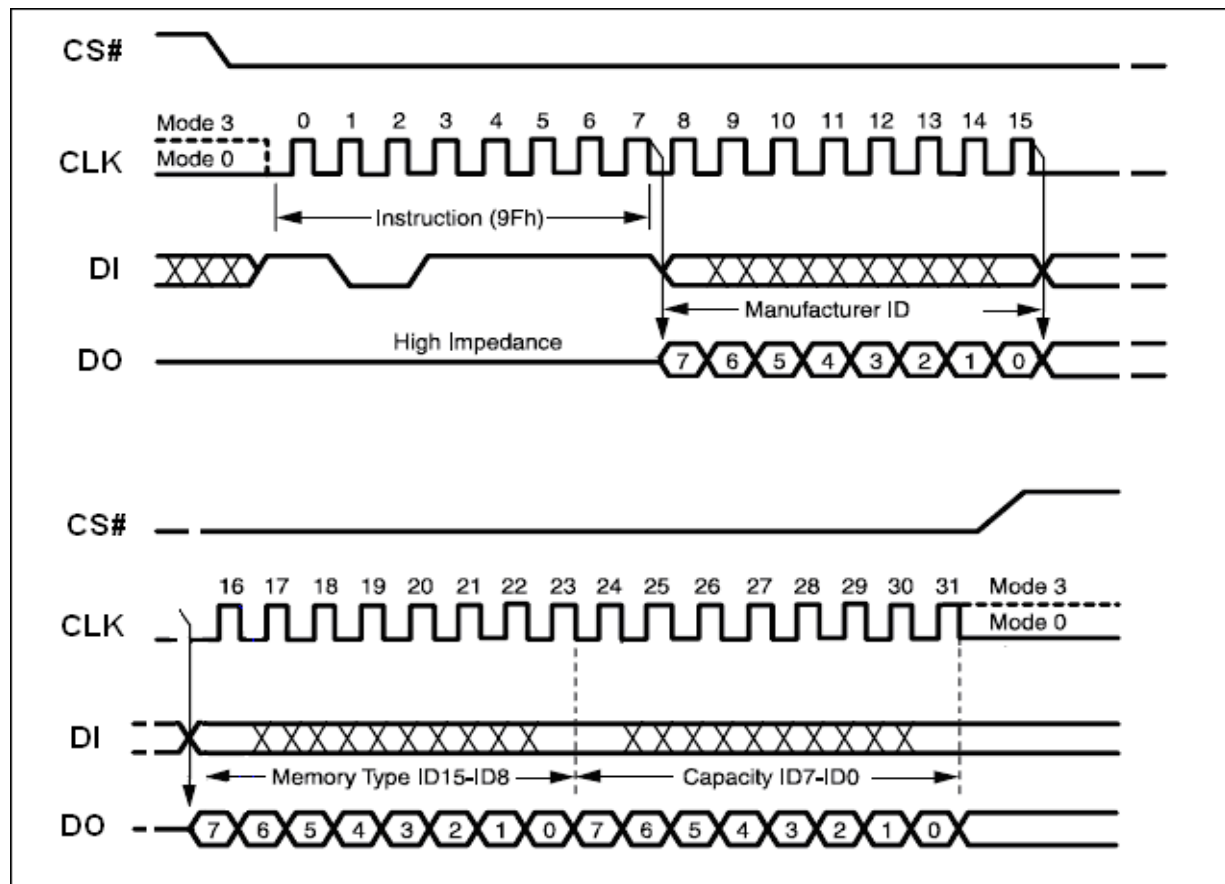 CS#
0 1 2 3 4 5 6 7 8 9 10 11 12 13 14 15
Mode 3
CLK Mode 0
Instruction (9Fh)
DI
Manufacturer ID
High Impedance
DO 7 6 5 4 3 2 1 0
CS#
16 17 18 19 20 21 22 23 24 25 26 27 28 29 30 31 Mode 3
CLK Mode 0
DI
Memory Type ID15-ID8 Capacity ID7-ID0
DO 7 6 5 4 3 2 1 0 7 6 5 4 3 2 1 0